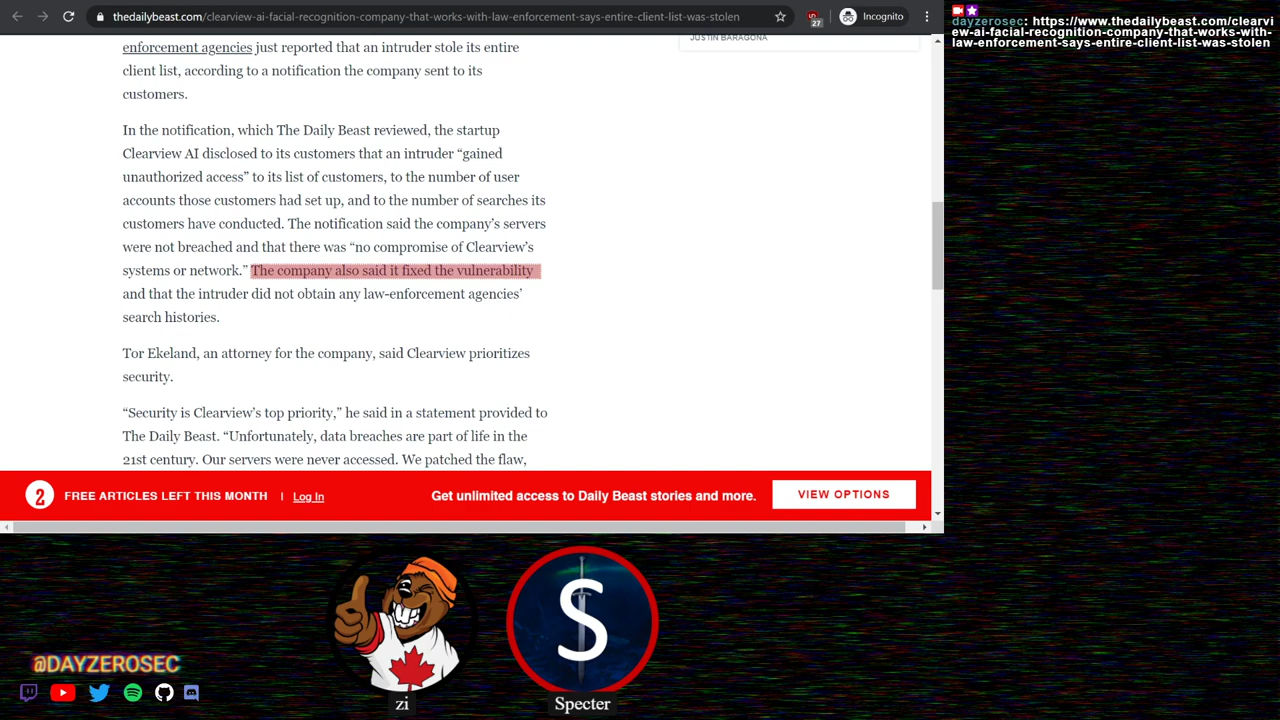 thedailybeast.com/clearview-ai-facial-recognition-company-that-works-with-law-enforcement-says-entire-client-list-was-stolen
27
Incognito
dayzerosec: https://www.thedailybeast.com/clearvi
ew-ai-facial-recognition-company-that-works-with-
law-enforcement-says-entire-client-list-was-stolen
JUSTIN BARAGONA
enforcement agencies just reported that an intruder stole its entire
client list, according to a notification the company sent to its
customers.
In the notification, which The Daily Beast reviewed, the startup
Clearview AI disclosed to its customers that an intruder “gained
unauthorized access” to its list of customers, to the number of user
accounts those customers had set up, and to the number of searches its
customers have conducted. The notification said the company’s servers
were not breached and that there was “no compromise of Clearview’s
systems or network.” The company also said it fixed the vulnerability
and that the intruder did not obtain any law-enforcement agencies’
search histories.
Tor Ekeland, an attorney for the company, said Clearview prioritizes
security.
“Security is Clearview’s top priority,” he said in a statement provided to
The Daily Beast. “Unfortunately, data breaches are part of life in the
21st century. Our servers were never accessed. We patched the flaw,
2 FREE ARTICLES LEFT THIS MONTH | Log In
Get unlimited access to Daily Beast stories and more.
VIEW OPTIONS
S
@DAYZEROSEC
zi
Specter